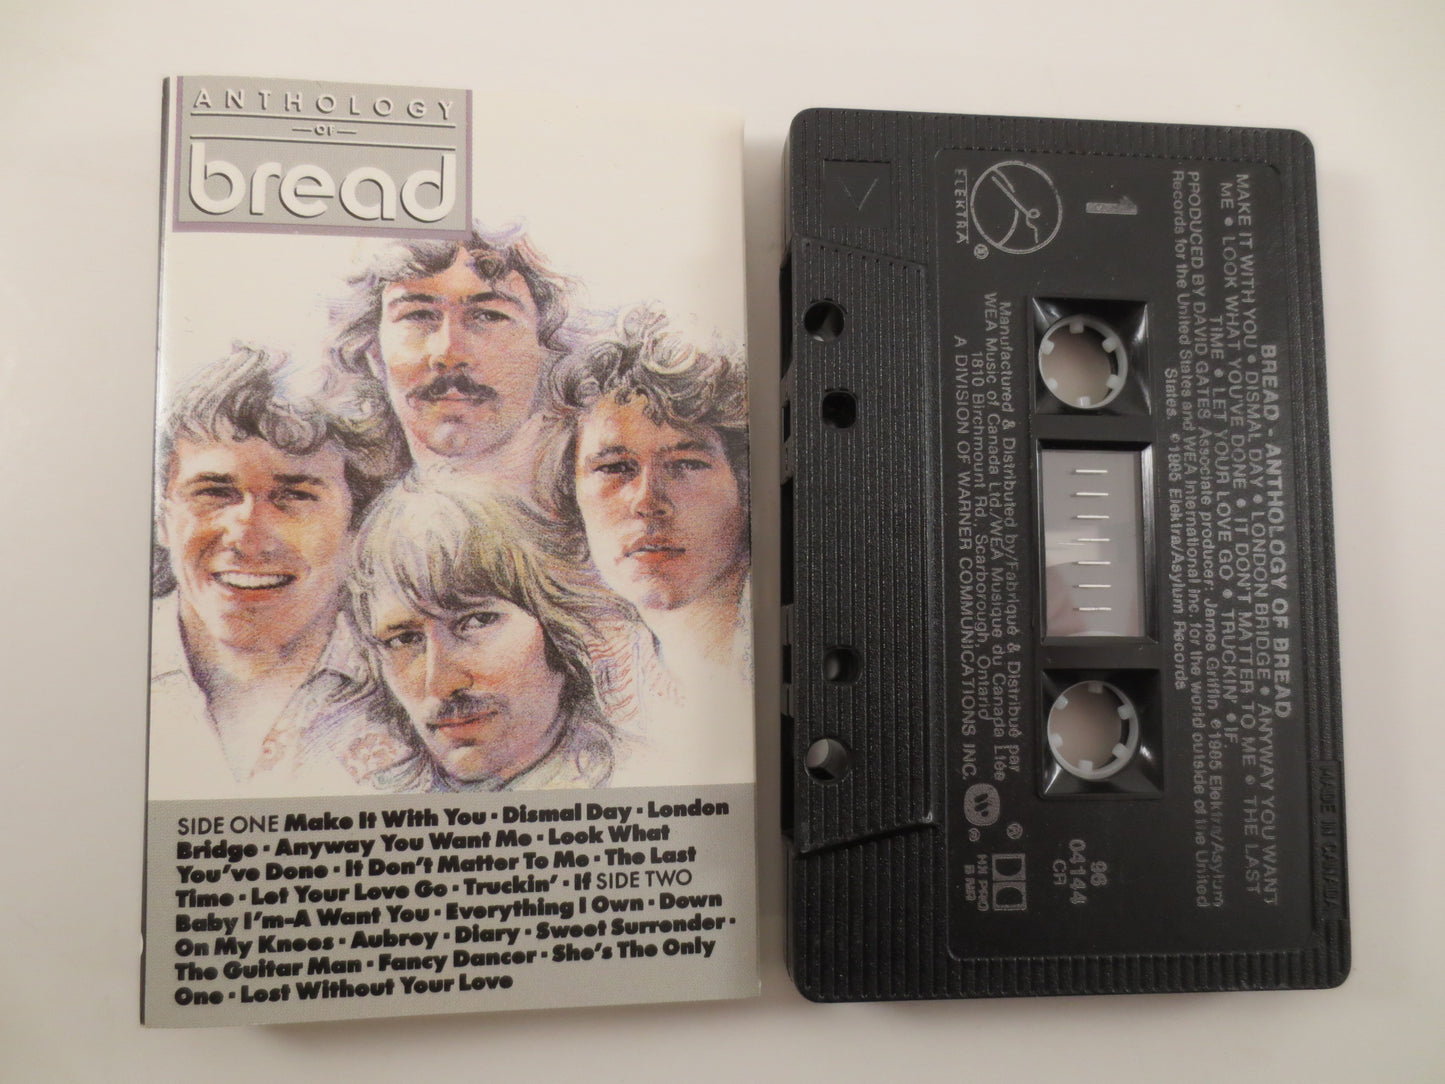 ANTHOLOGY
OF
bread
SIDE ONE Make It With You • Dismal Day • London
Bridge • Anyway You Want Me • Look What
You've Done • It Don't Matter To Me • The Last
Time • Let Your Love Go • Truckin' • If SIDE TWO
Baby I'm-A Want You • Everything I Own • Down
On My Knees • Aubrey • Diary • Sweet Surrender •
The Guitar Man • Fancy Dancer • She's The Only
One • Lost Without Your Love
BREAD - ANTHOLOGY OF BREAD
MAKE IT WITH YOU • DISMAL DAY • LONDON BRIDGE • ANYWAY YOU WANT
ME • LOOK WHAT YOU'VE DONE • IT DON'T MATTER TO ME • THE LAST
TIME • LET YOUR LOVE GO • TRUCKIN' • IF
PRODUCED BY DAVID GATES, Associate producer: James Griffin ℗ 1985 Elektra/Asylum
Records for the United States and WEA International Inc. for the world outside of the United
States. © 1985 Elektra/Asylum Records
1
ELEKTRA ®
Manufactured & Distributed by/Fabriqué & Distribué par
WEA Music of Canada Ltd./WEA Musique du Canada Ltée
1810 Birchmount Rd., Scarborough, Ontario
A DIVISION OF WARNER COMMUNICATIONS INC.
®
®
HX PRO
B NR
96
04144
CR
MADE IN CANADA